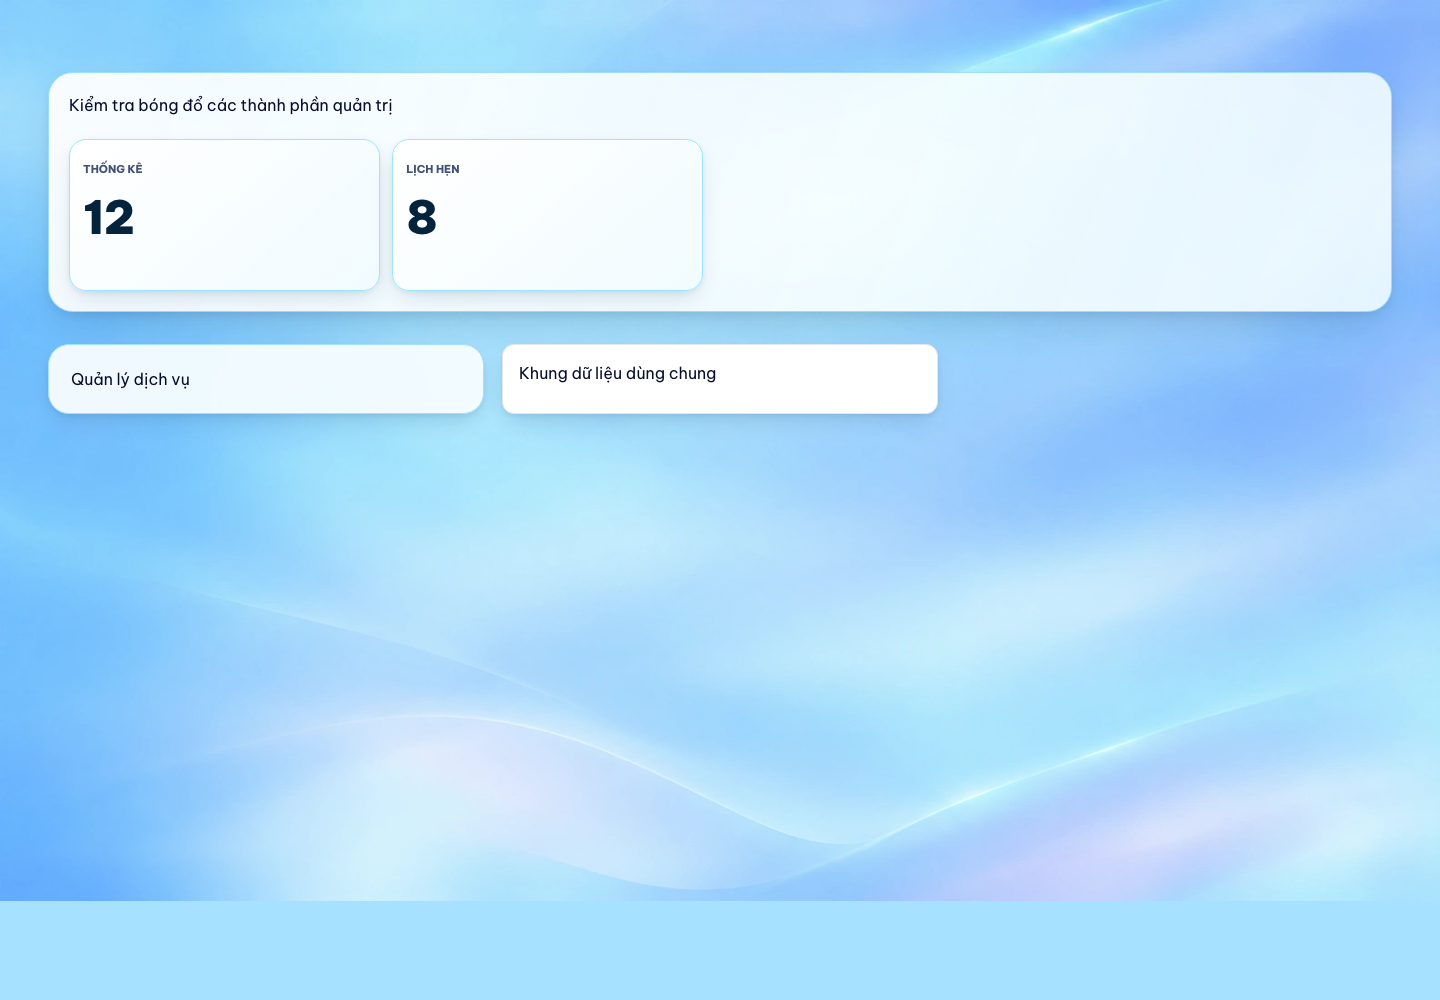 Kiểm tra bóng đổ các thành phần quản trị
THỐNG KÊ
12
LỊCH HẸN
8
Quản lý dịch vụ
Khung dữ liệu dùng chung